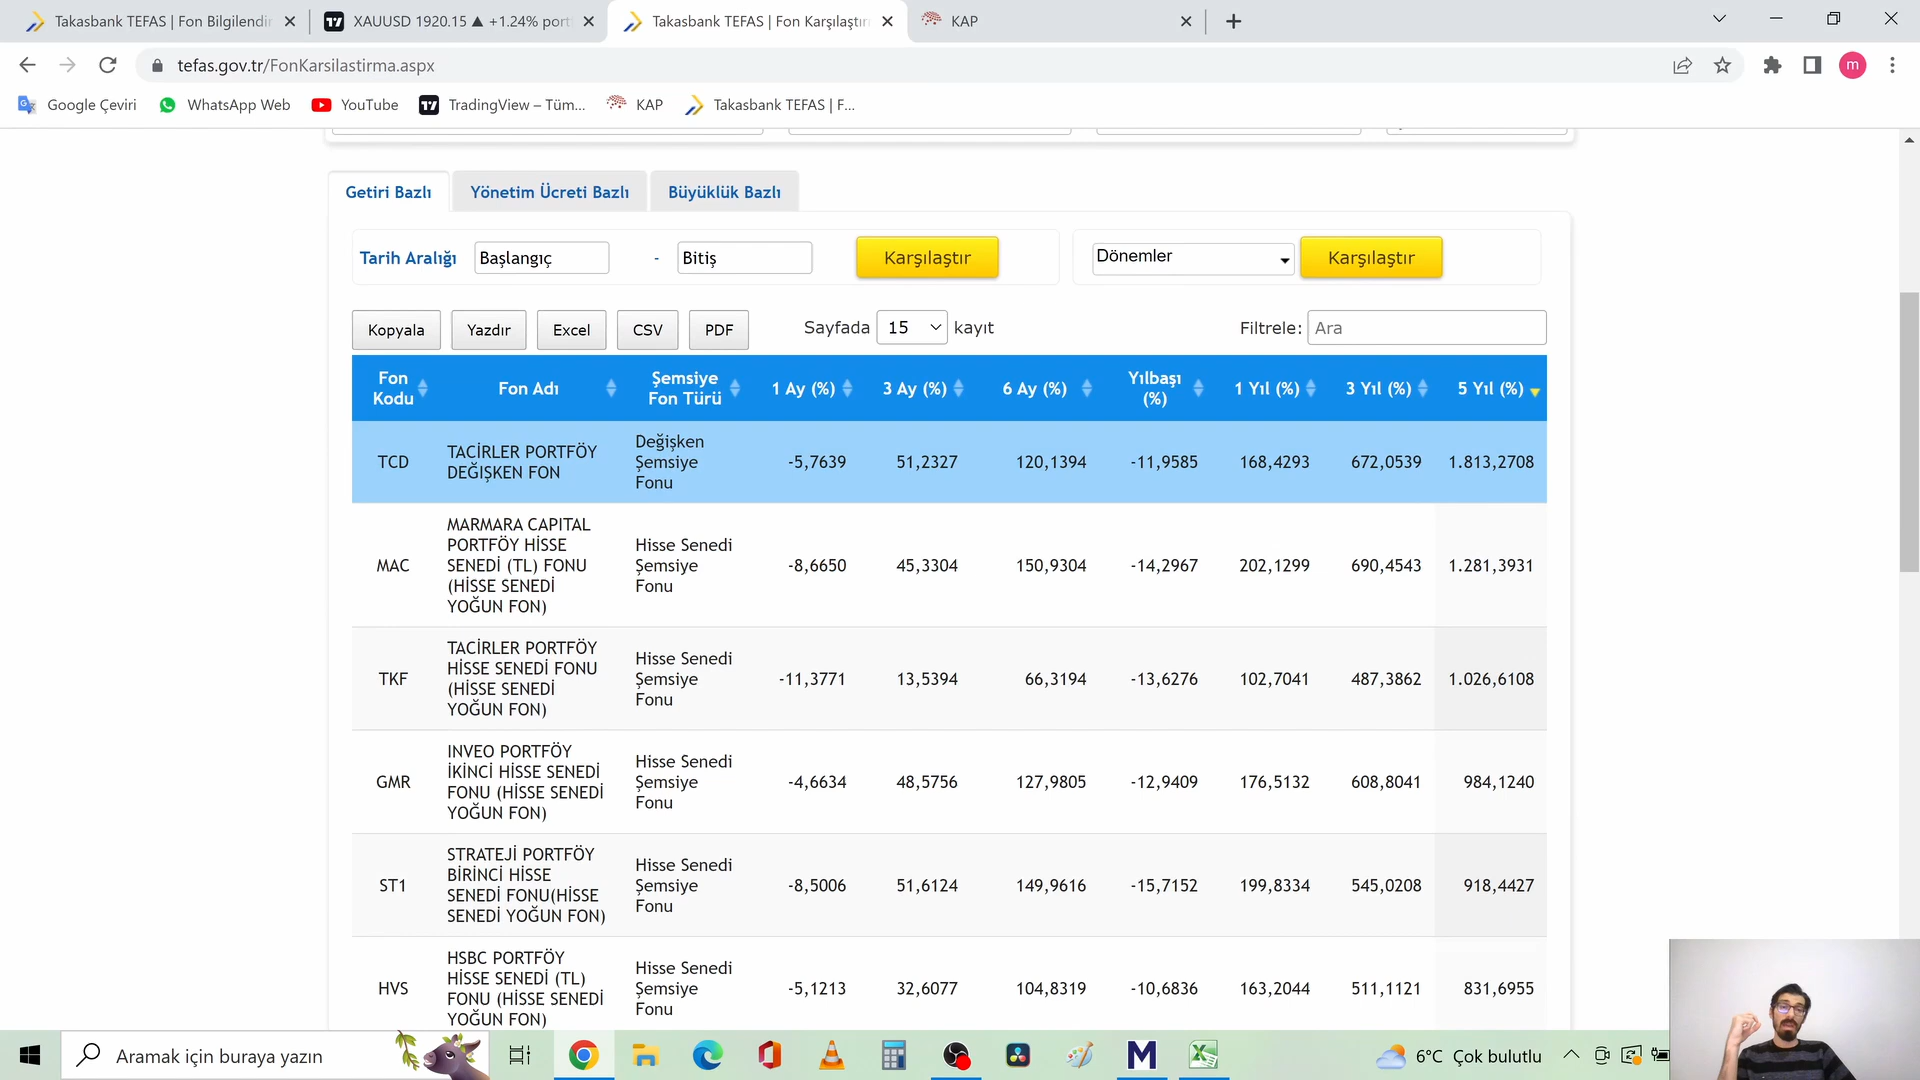 Takasbank TEFAS | Fon Bilgilendir
XAUUSD 1920.15 ▲ +1.24% port
Takasbank TEFAS | Fon Karşılaştır
KAP
tefas.gov.tr/FonKarsilastirma.aspx
m
Google Çeviri
WhatsApp Web
YouTube
TradingView – Tüm...
KAP
Takasbank TEFAS | F...
Getiri Bazlı
Yönetim Ücreti Bazlı
Büyüklük Bazlı
Tarih Aralığı
Başlangıç
-
Bitiş
Karşılaştır
Dönemler
Karşılaştır
Kopyala
Yazdır
Excel
CSV
PDF
Sayfada 15 kayıt
Filtrele: Ara
Fon
Kodu
Fon Adı
Şemsiye
Fon Türü
1 Ay (%)
3 Ay (%)
6 Ay (%)
Yılbaşı
(%)
1 Yıl (%)
3 Yıl (%)
5 Yıl (%)
TCD
TACİRLER PORTFÖY
DEĞİŞKEN FON
Değişken
Şemsiye
Fonu
-5,7639
51,2327
120,1394
-11,9585
168,4293
672,0539
1.813,2708
MAC
MARMARA CAPITAL
PORTFÖY HİSSE
SENEDİ (TL) FONU
(HİSSE SENEDİ
YOĞUN FON)
Hisse Senedi
Şemsiye
Fonu
-8,6650
45,3304
150,9304
-14,2967
202,1299
690,4543
1.281,3931
TKF
TACİRLER PORTFÖY
HİSSE SENEDİ FONU
(HİSSE SENEDİ
YOĞUN FON)
Hisse Senedi
Şemsiye
Fonu
-11,3771
13,5394
66,3194
-13,6276
102,7041
487,3862
1.026,6108
GMR
INVEO PORTFÖY
İKİNCİ HİSSE SENEDİ
FONU (HİSSE SENEDİ
YOĞUN FON)
Hisse Senedi
Şemsiye
Fonu
-4,6634
48,5756
127,9805
-12,9409
176,5132
608,8041
984,1240
ST1
STRATEJİ PORTFÖY
BİRİNCİ HİSSE
SENEDİ FONU(HİSSE
SENEDİ YOĞUN FON)
Hisse Senedi
Şemsiye
Fonu
-8,5006
51,6124
149,9616
-15,7152
199,8334
545,0208
918,4427
HVS
HSBC PORTFÖY
HİSSE SENEDİ (TL)
FONU (HİSSE SENEDİ
YOĞUN FON)
Hisse Senedi
Şemsiye
Fonu
-5,1213
32,6077
104,8319
-10,6836
163,2044
511,1121
831,6955
Aramak için buraya yazın
6°C Çok bulutlu